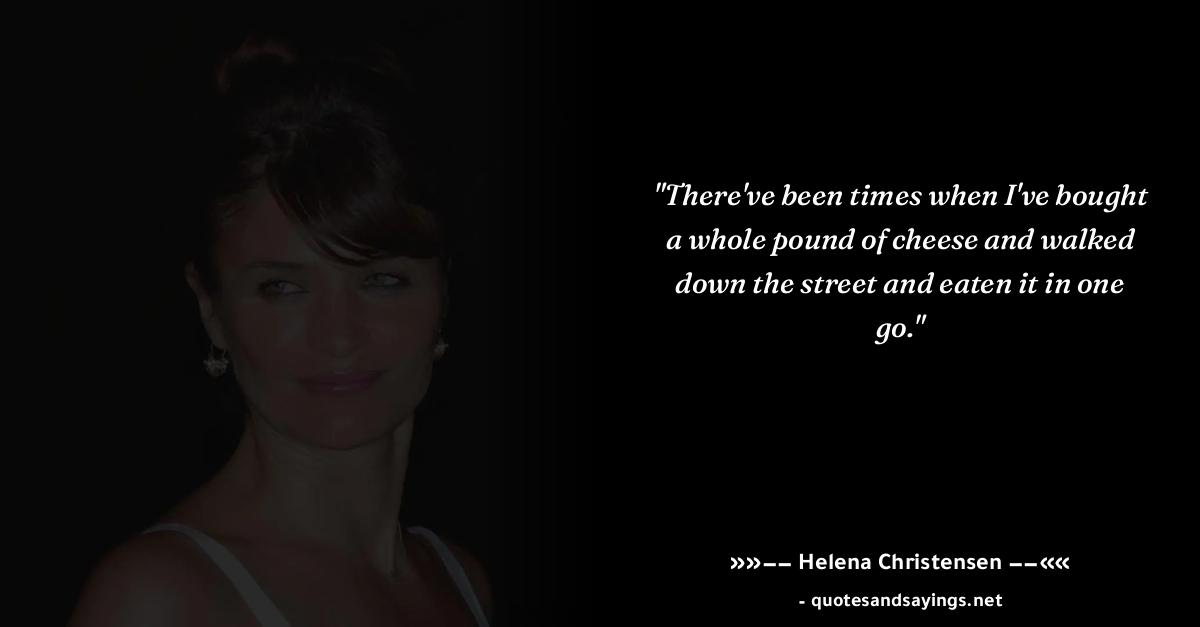 "There've been times when I've bought
a whole pound of cheese and walked
down the street and eaten it in one
go."
»»–– Helena Christensen ––««
- quotesandsayings.net